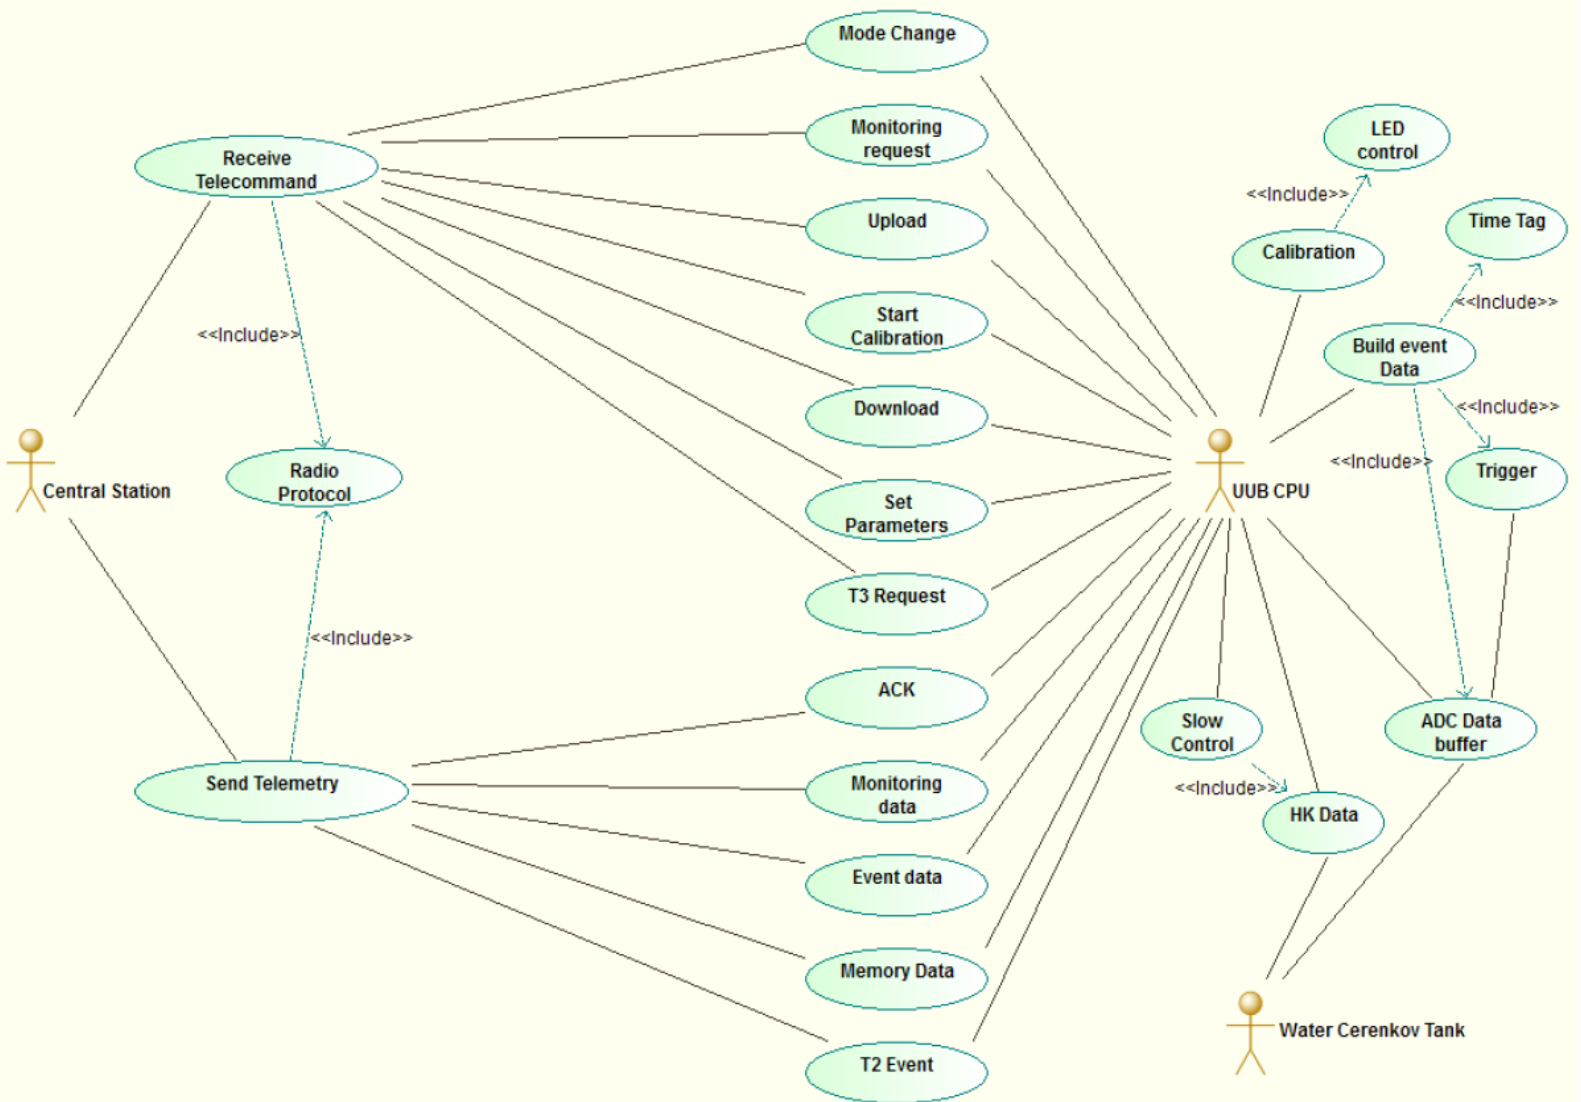 Mode Change
Monitoring
request
Receive
Telecommand
LED
control
<<Include>>
Upload
Time Tag
Calibration
<<Include>>
Start
Calibration
<<Include>>
Build event
Data
Download
<<Include>>
Central Station
Radio
Protocol
<<Include>>
Trigger
UUB CPU
Set
Parameters
T3 Request
<<Include>>
ACK
Slow
Control
ADC Data
buffer
Send Telemetry
Monitoring
data
<<Include>>
HK Data
Event data
Memory Data
Water Cerenkov Tank
T2 Event